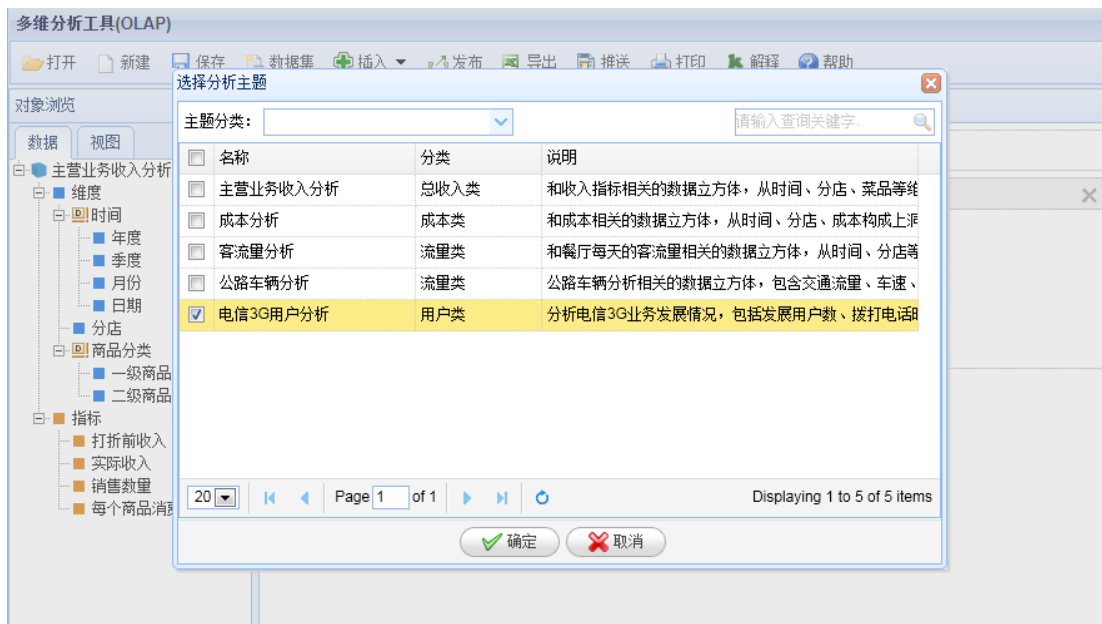 多维分析工具(OLAP)
打开 新建 保存 数据集 插入 发布 导出 推送 打印 解释 帮助
选择分析主题
对象浏览
主题分类：
请输入查询关键字.
数据 视图
名称 分类 说明
主营业务收入分析
主营业务收入分析 总收入类 和收入指标相关的数据立方体，从时间、分店、菜品等维
维度
时间
成本分析 成本类 和成本相关的数据立方体，从时间、分店、成本构成上洞
年度
客流量分析 流量类 和餐厅每天的客流量相关的数据立方体，从时间、分店等
季度
月份
公路车辆分析 流量类 公路车辆分析相关的数据立方体，包含交通流量、车速、
日期
电信3G用户分析 用户类 分析电信3G业务发展情况，包括发展用户数、拨打电话时
分店
商品分类
一级商品
二级商品
指标
打折前收入
实际收入
销售数量
每个商品消费
20 Page 1 of 1 Displaying 1 to 5 of 5 items
确定 取消